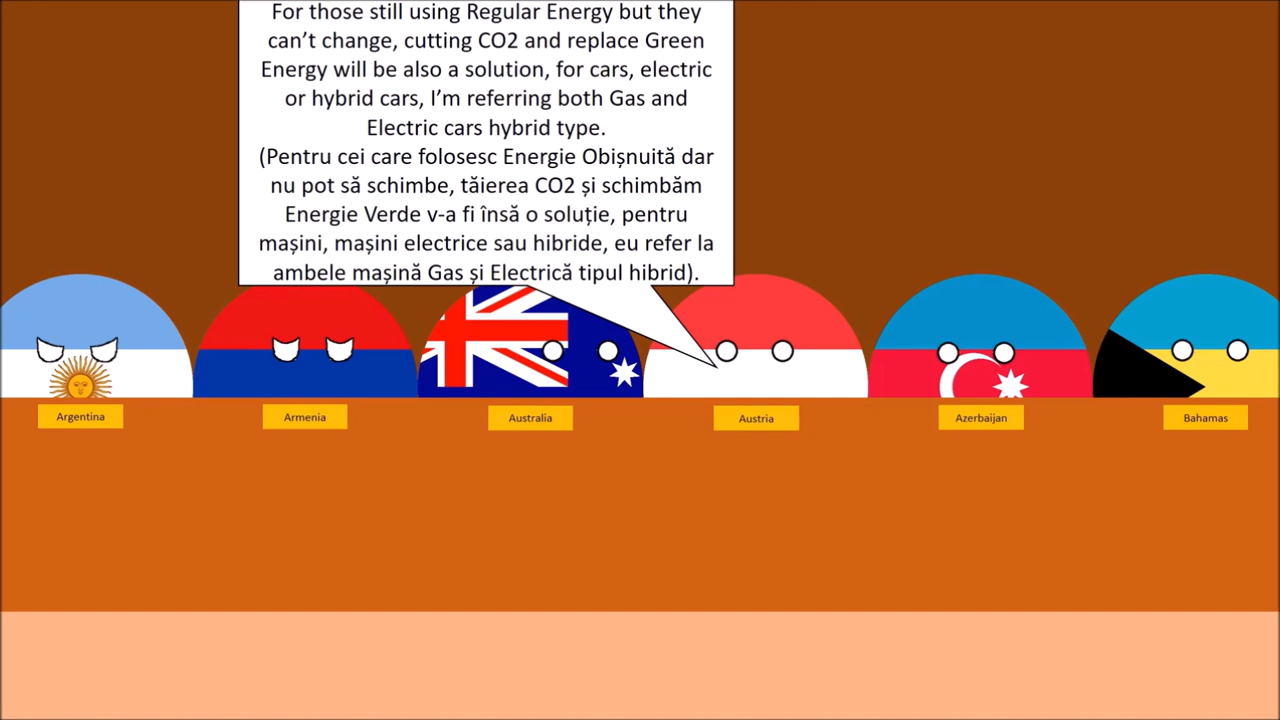 For those still using Regular Energy but they
can’t change, cutting CO2 and replace Green
Energy will be also a solution, for cars, electric
or hybrid cars, I’m referring both Gas and
Electric cars hybrid type.
(Pentru cei care folosesc Energie Obișnuită dar
nu pot să schimbe, tăierea CO2 și schimbăm
Energie Verde v-a fi însă o soluție, pentru
mașini, mașini electrice sau hibride, eu refer la
ambele mașină Gas și Electrică tipul hibrid).
Argentina
Armenia
Australia
Austria
Azerbaijan
Bahamas